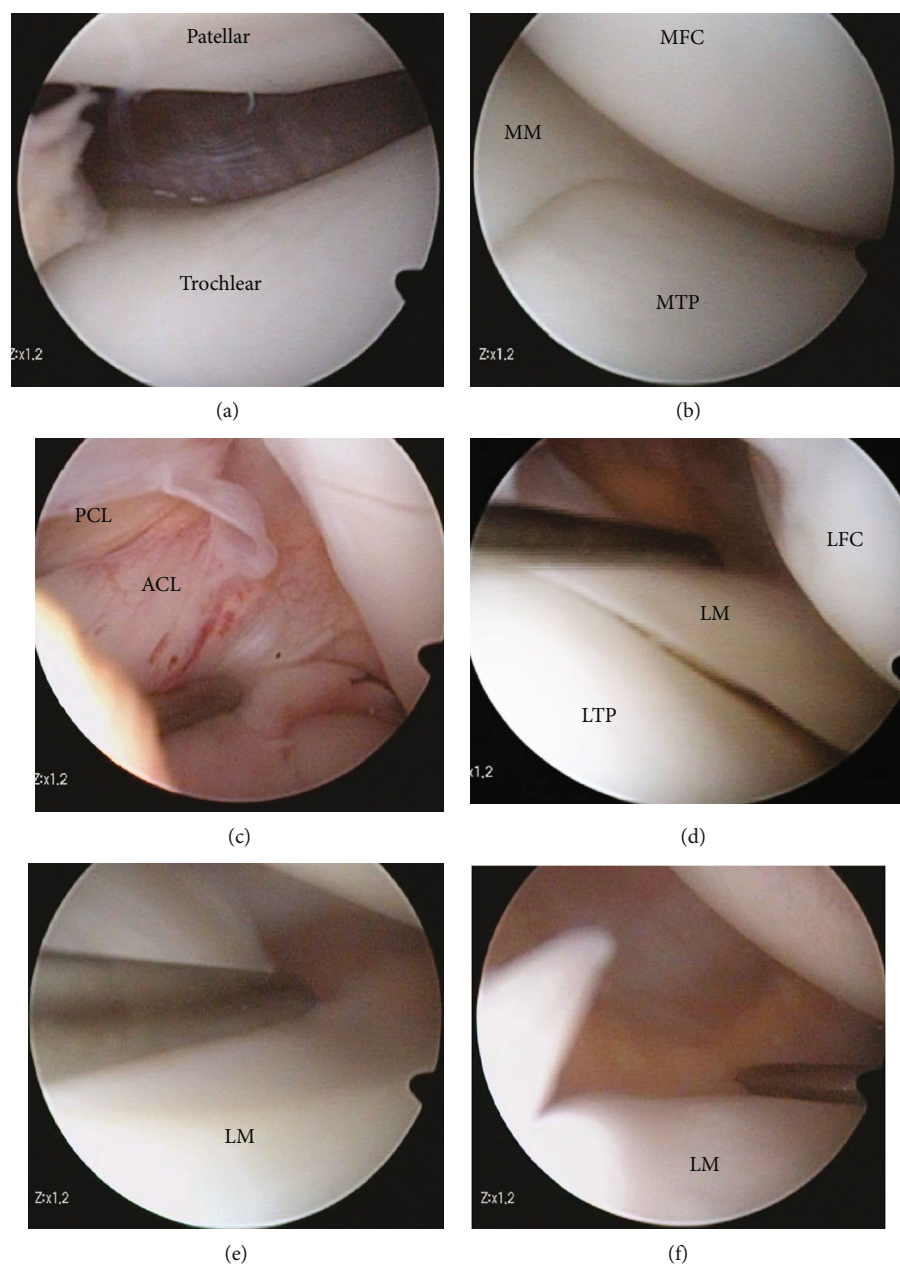 Patellar
Trochlear
Z:x1.2
(a)
MFC
MM
MTP
Z:x1.2
(b)
PCL
ACL
Z:x1.2
(c)
LFC
LM
LTP
x1.2
(d)
LM
Z:x1.2
(e)
LM
Z:x1.2
(f)